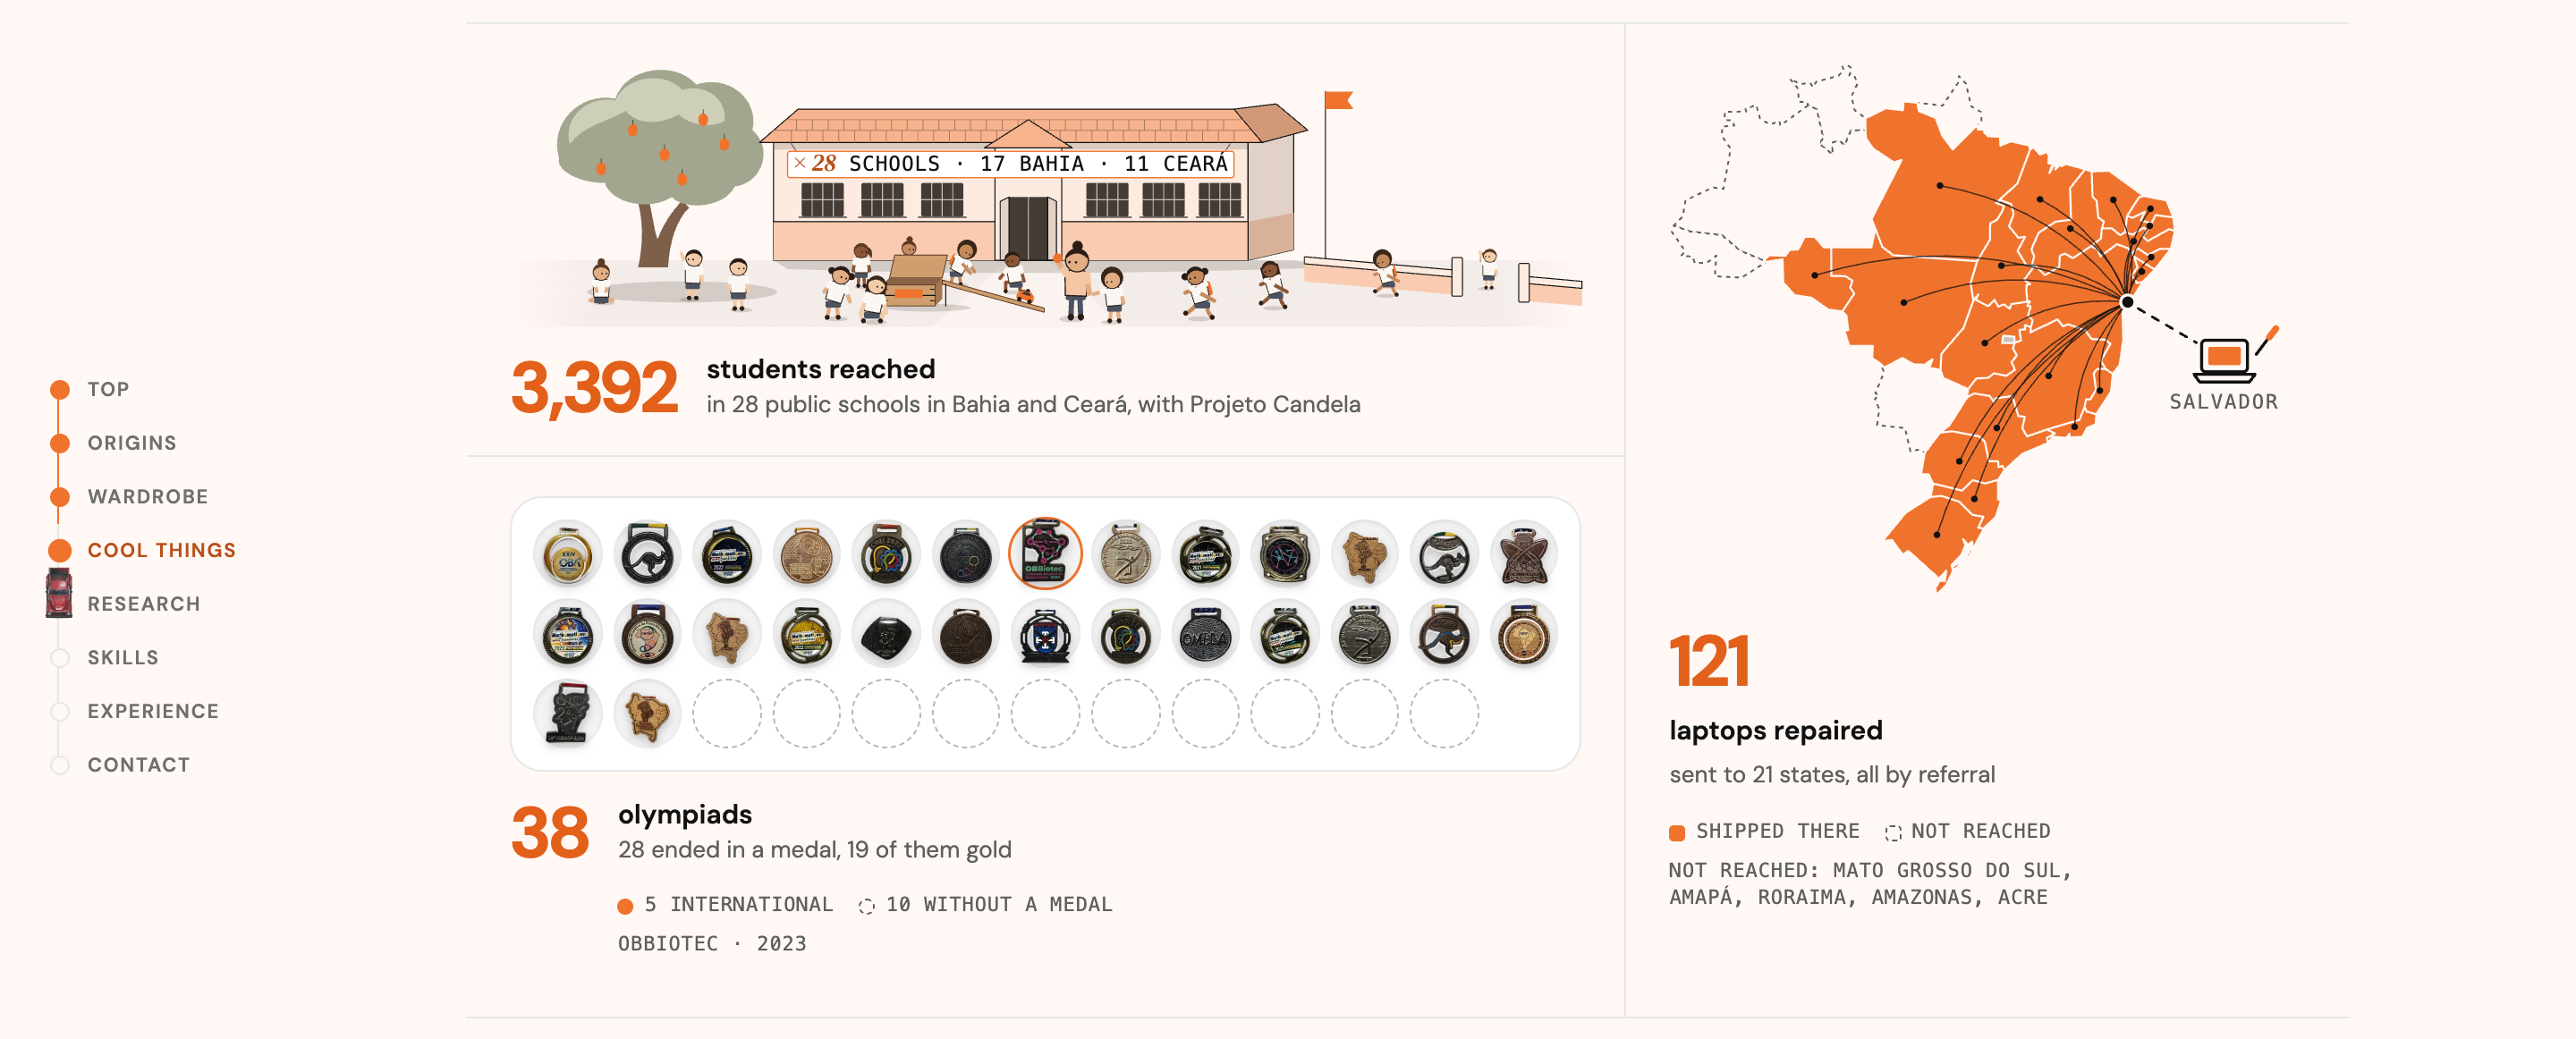 TOP
ORIGINS
WARDROBE
COOL THINGS
RESEARCH
SKILLS
EXPERIENCE
CONTACT
× 28 SCHOOLS · 17 BAHIA · 11 CEARÁ
3,392
students reached
in 28 public schools in Bahia and Ceará, with Projeto Candela
OBBiotec
38
olympiads
28 ended in a medal, 19 of them gold
5 INTERNATIONAL
10 WITHOUT A MEDAL
OBBIOTEC · 2023
SALVADOR
121
laptops repaired
sent to 21 states, all by referral
SHIPPED THERE
NOT REACHED
NOT REACHED: MATO GROSSO DO SUL,
AMAPÁ, RORAIMA, AMAZONAS, ACRE